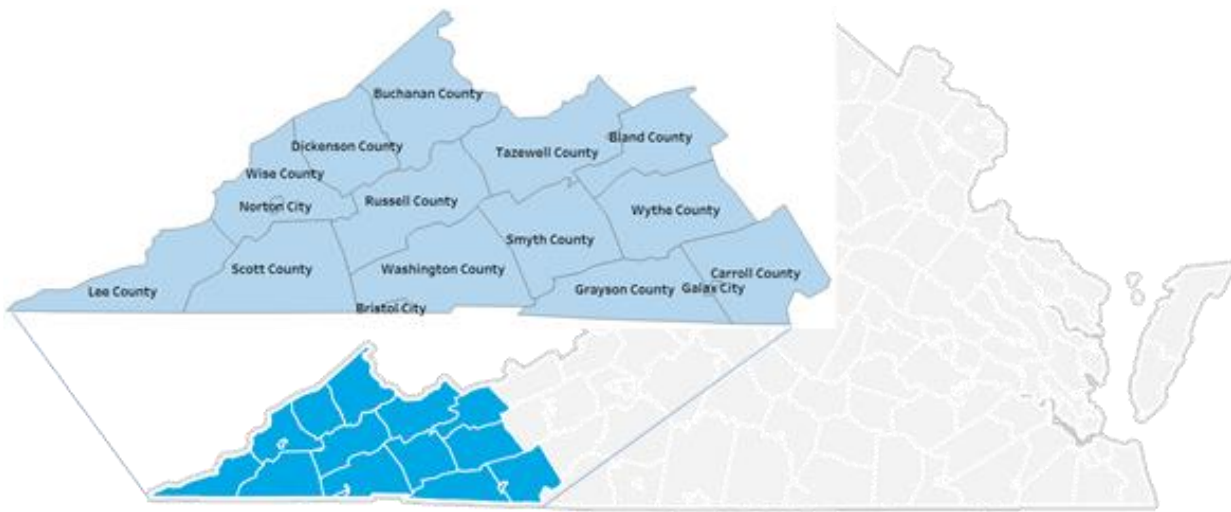 Buchanan County
Bland County
Dickenson County
Tazewell County
Wise County
Russell County
Norton City
Wythe County
Smyth County
Scott County
Washington County
Carroll County
Lee County
Grayson County
Galax City
Bristol City